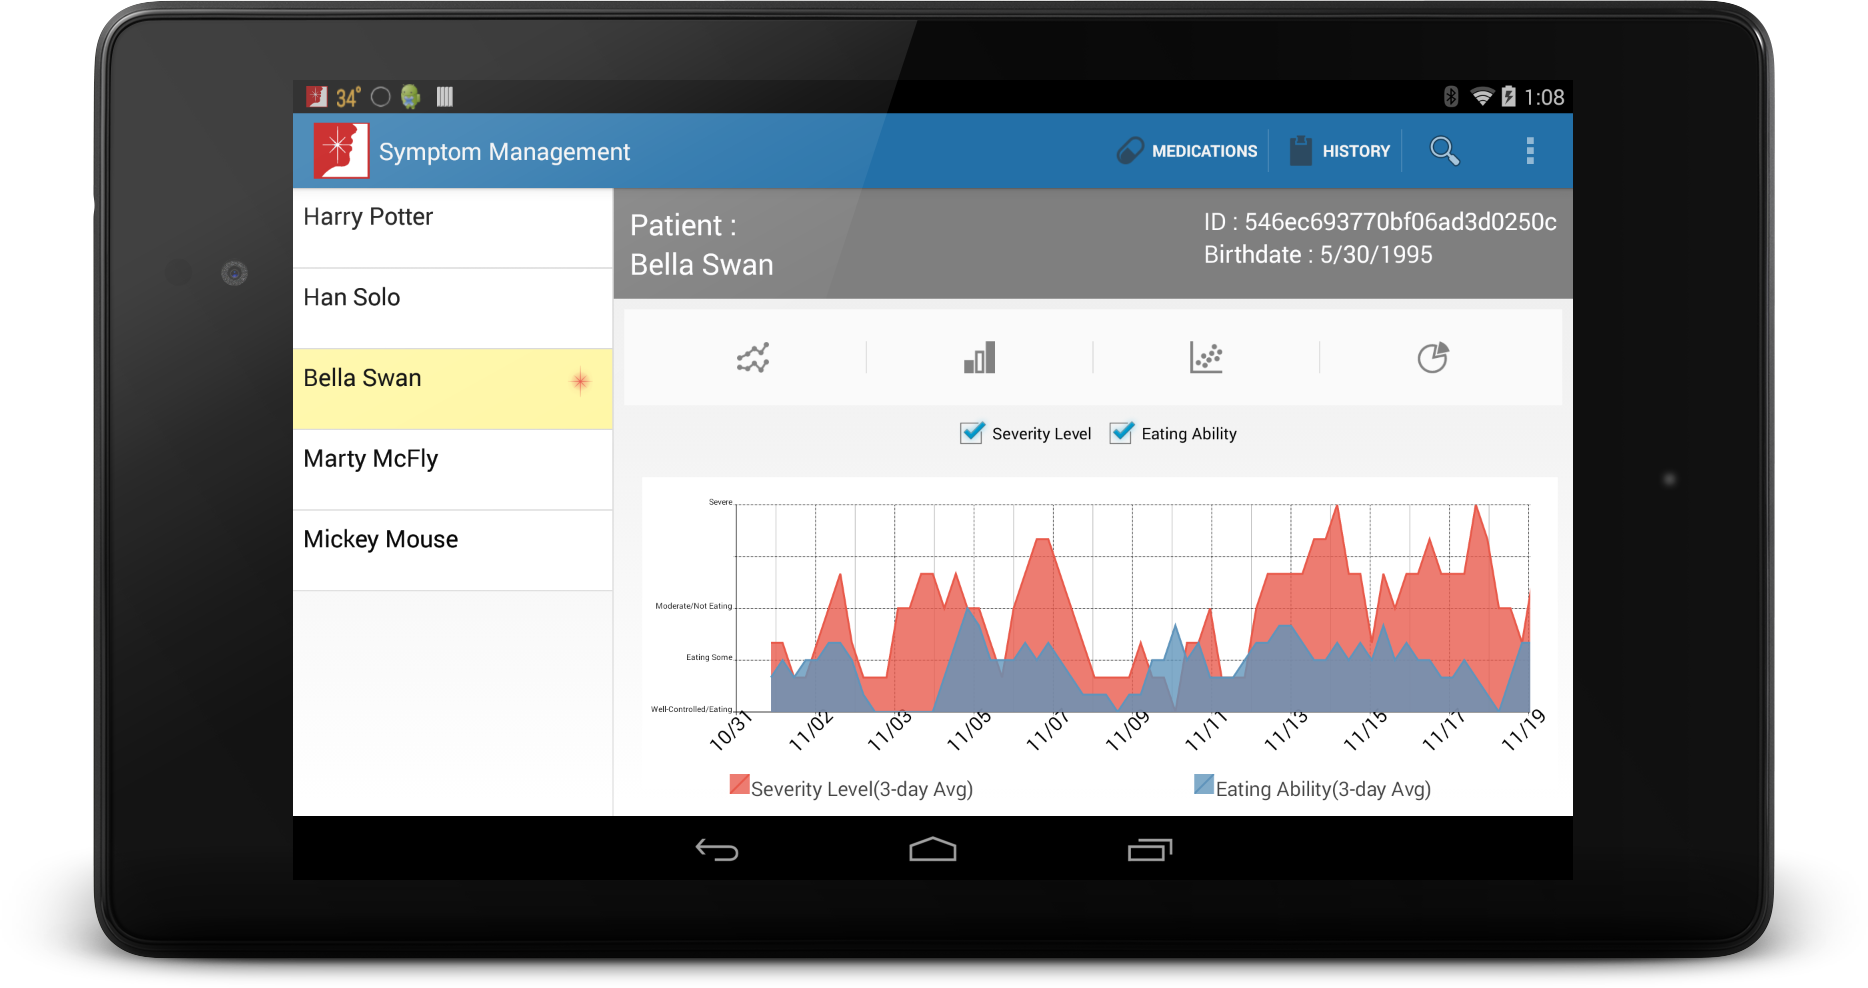 34°
1:08
Symptom Management
MEDICATIONS
HISTORY
Harry Potter
Han Solo
Bella Swan
Marty McFly
Mickey Mouse
Patient :
Bella Swan
ID : 546ec693770bf06ad3d0250c
Birthdate : 5/30/1995
Severity Level
Eating Ability
Severe
Moderate/Not Eating
Eating Some
Well-Controlled/Eating
10/31
11/02
11/03
11/05
11/07
11/09
11/11
11/13
11/15
11/17
11/19
Severity Level(3-day Avg)
Eating Ability(3-day Avg)